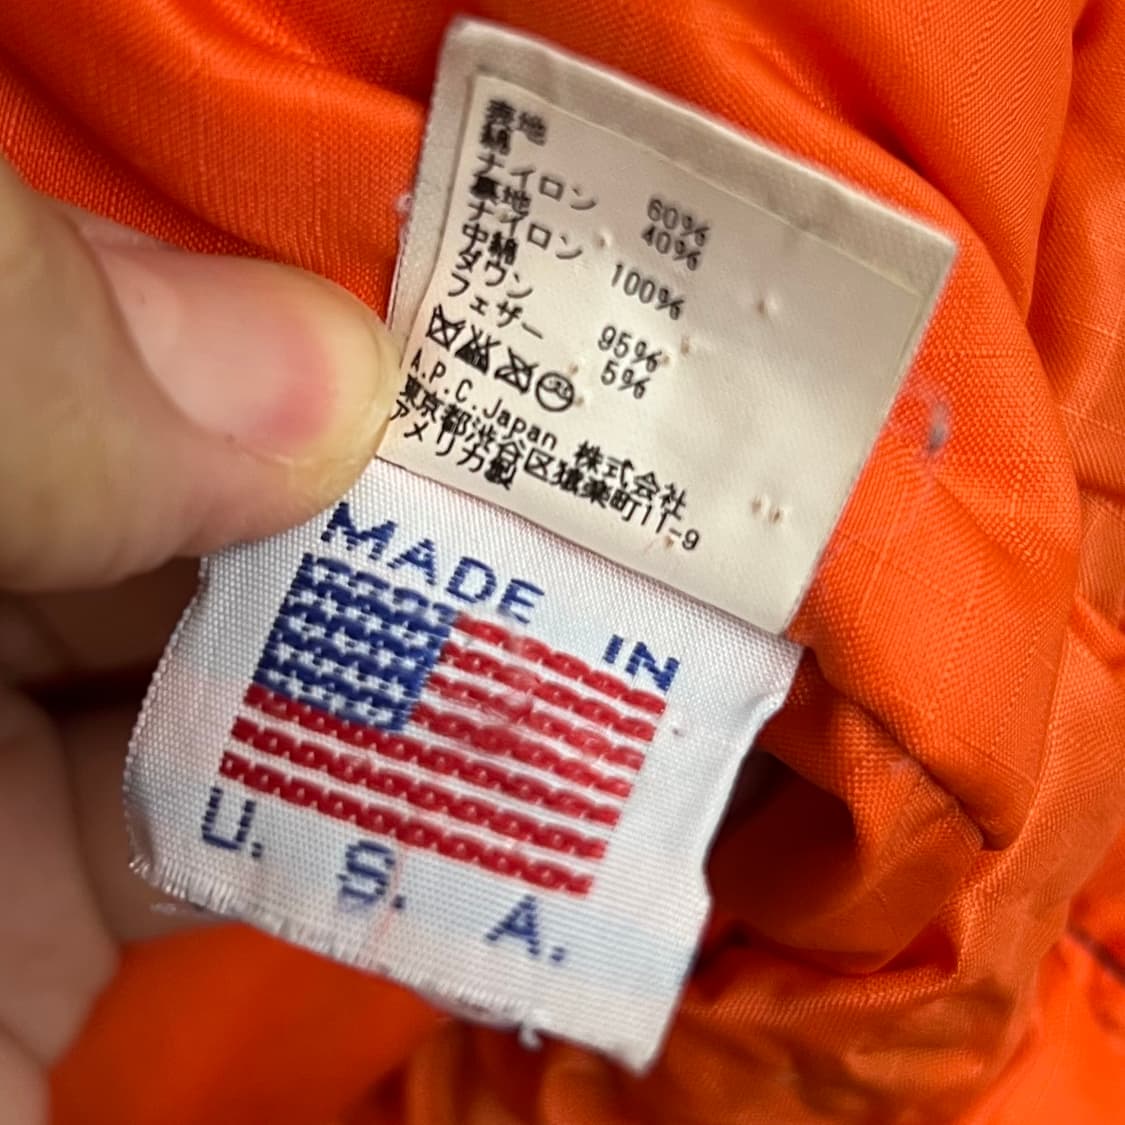 表地
綿 60%
ナイロン 40%
裏地
ナイロン 100%
中綿
ダウン 95%
フェザー 5%
A.P.C.Japan 株式会社
東京都渋谷区猿楽町11-9
アメリカ製
MADE IN
U. S. A.